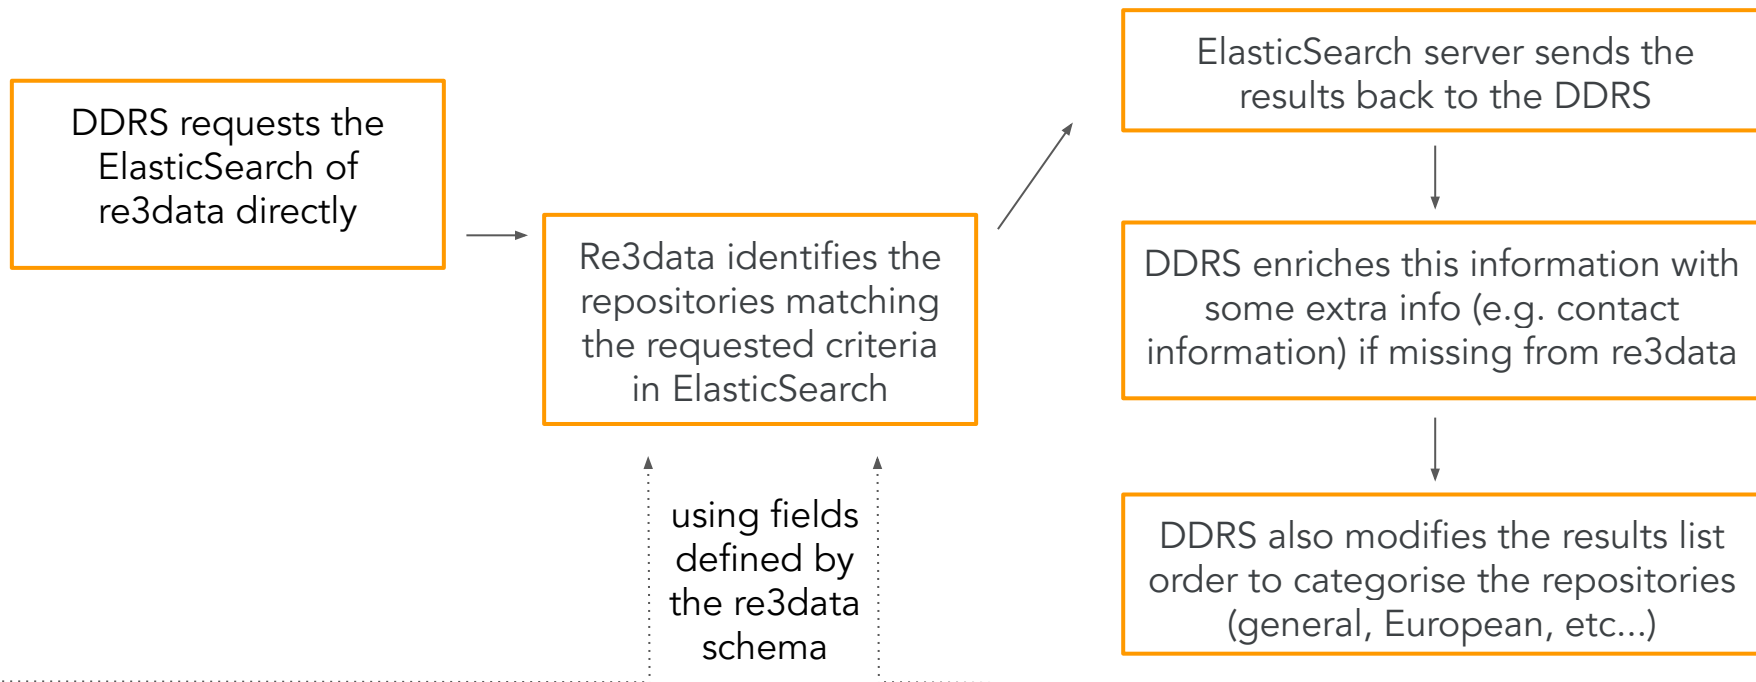 DDRS requests the
ElasticSearch of
re3data directly
Re3data identifies the
repositories matching
the requested criteria
in ElasticSearch
using fields
defined by
the re3data
schema
ElasticSearch server sends the
results back to the DDRS
DDRS enriches this information with
some extra info (e.g. contact
information) if missing from re3data
DDRS also modifies the results list
order to categorise the repositories
(general, European, etc...)